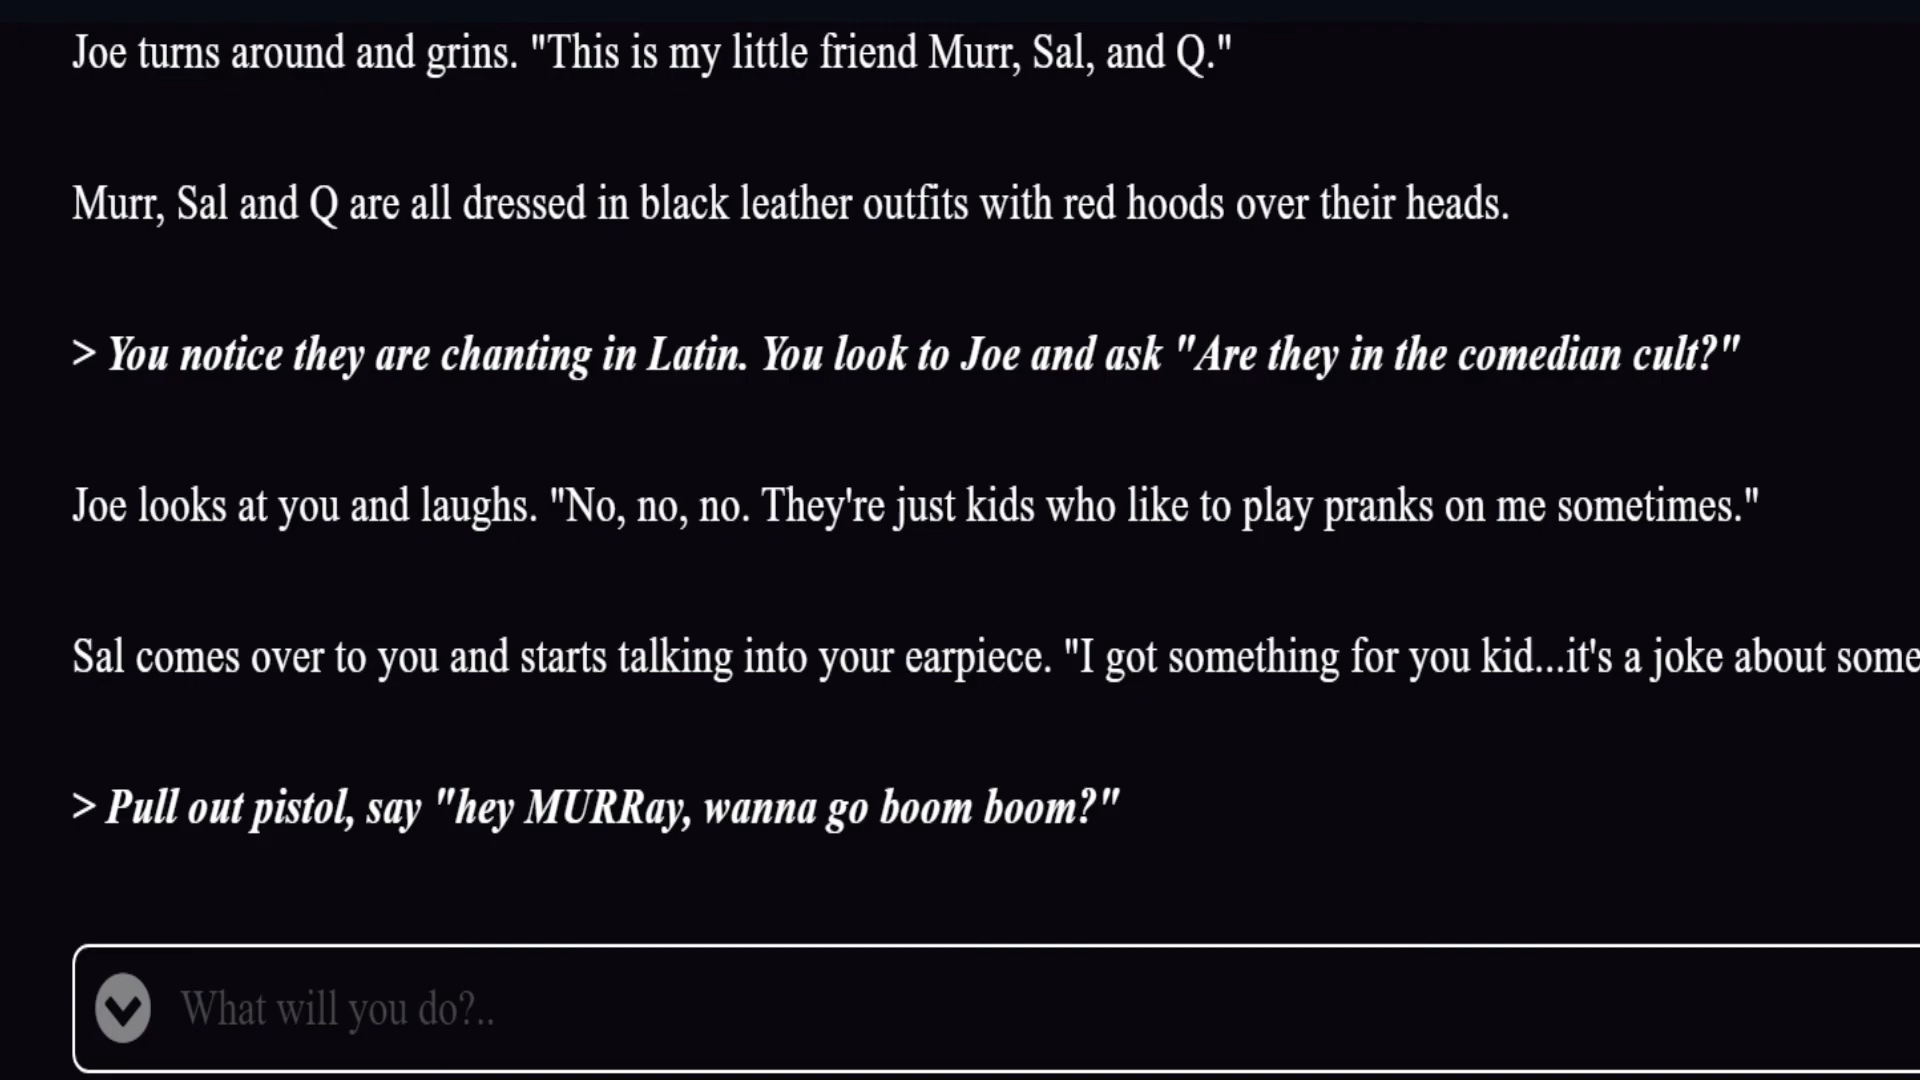 Joe turns around and grins. "This is my little friend Murr, Sal, and Q."
Murr, Sal and Q are all dressed in black leather outfits with red hoods over their heads.
> You notice they are chanting in Latin. You look to Joe and ask "Are they in the comedian cult?"
Joe looks at you and laughs. "No, no, no. They're just kids who like to play pranks on me sometimes."
Sal comes over to you and starts talking into your earpiece. "I got something for you kid...it's a joke about some
> Pull out pistol, say "hey MURRay, wanna go boom boom?"
What will you do?..